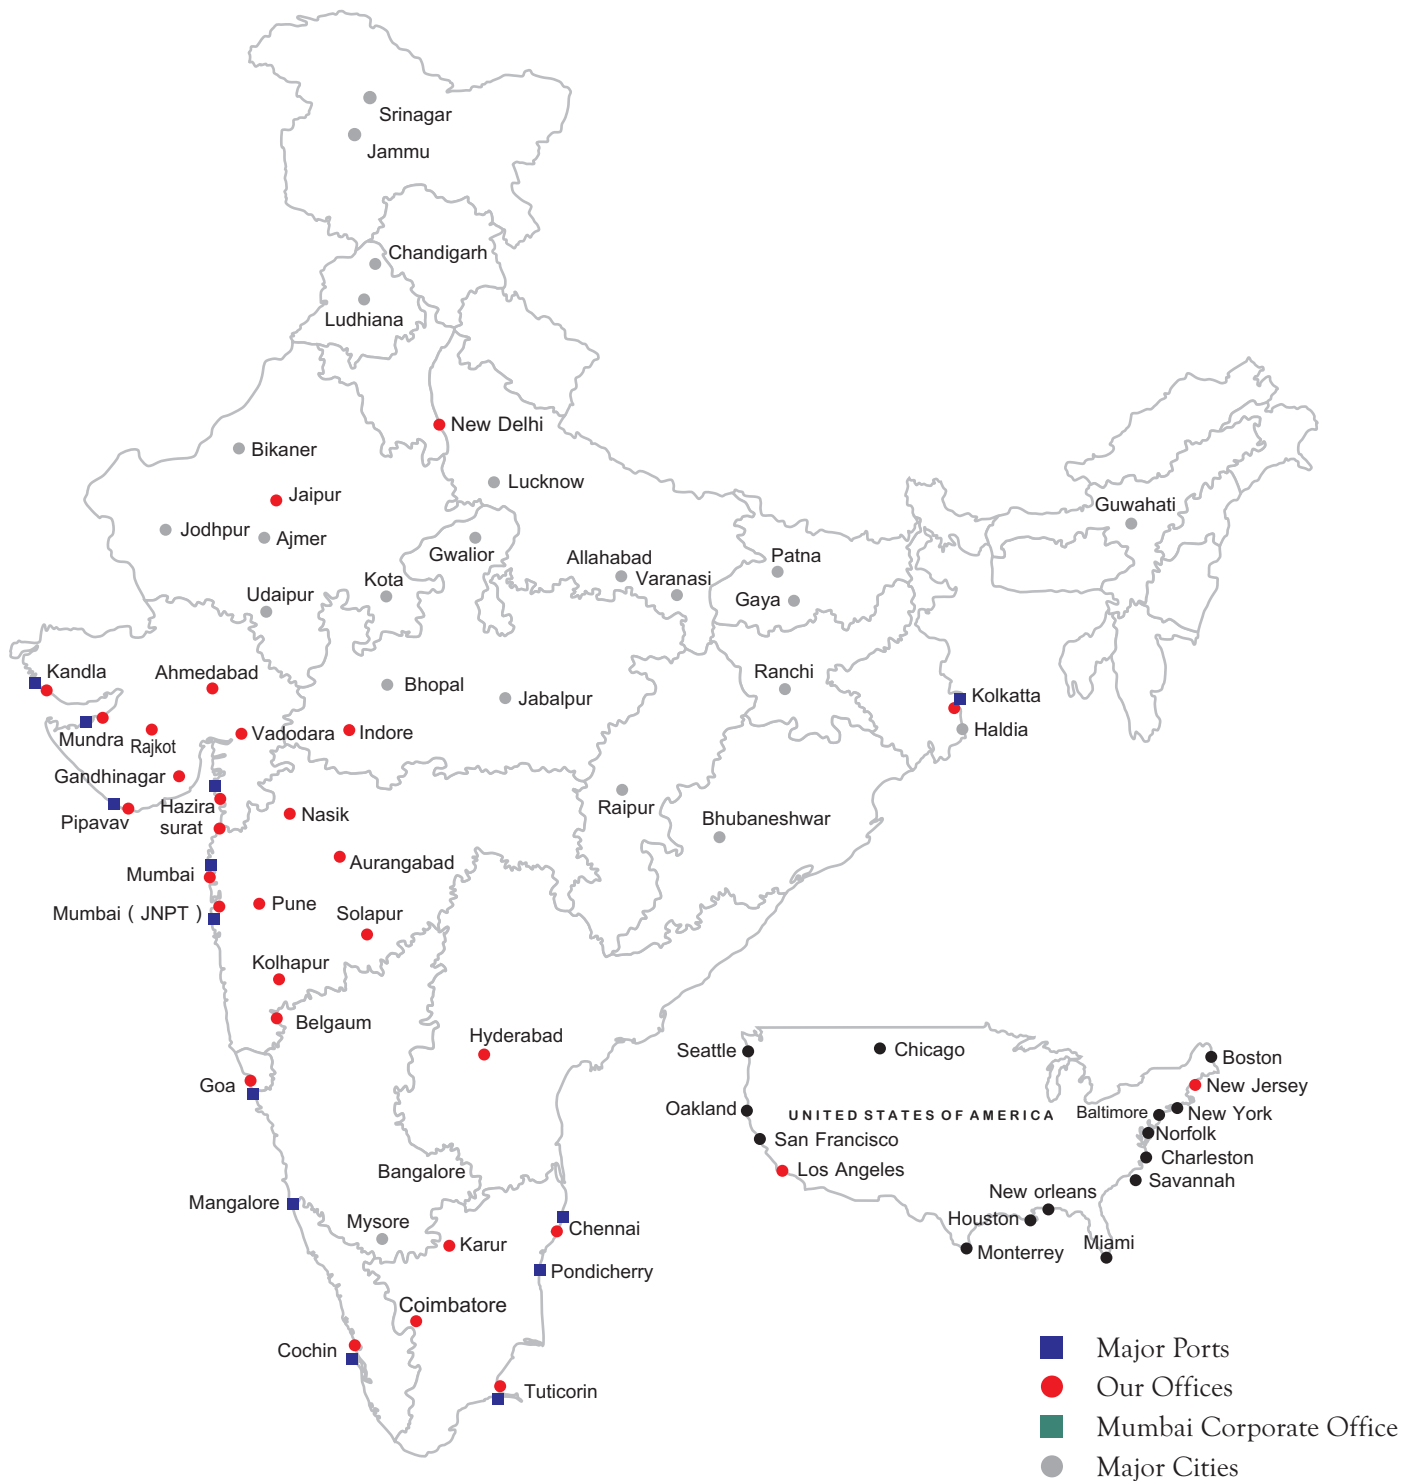 Srinagar
Jammu
Chandigarh
Ludhiana
New Delhi
Bikaner
Lucknow
Jaipur
Guwahati
Jodhpur
Ajmer
Gwalior
Allahabad
Patna
Kota
Varanasi
Udaipur
Gaya
Kandla
Ahmedabad
Ranchi
Bhopal
Jabalpur
Kolkatta
Mundra
Rajkot
Vadodara
Indore
Haldia
Gandhinagar
Hazira
surat
Pipavav
Nasik
Raipur
Bhubaneshwar
Aurangabad
Mumbai
Pune
Mumbai ( JNPT )
Solapur
Kolhapur
Belgaum
Hyderabad
Goa
Bangalore
Mangalore
Mysore
Chennai
Karur
Pondicherry
Coimbatore
Cochin
Tuticorin
Seattle
Chicago
Boston
New Jersey
Oakland
UNITED STATES OF AMERICA
Baltimore
New York
San Francisco
Norfolk
Los Angeles
Charleston
Savannah
New orleans
Houston
Monterrey
Miami
Major Ports
Our Offices
Mumbai Corporate Office
Major Cities